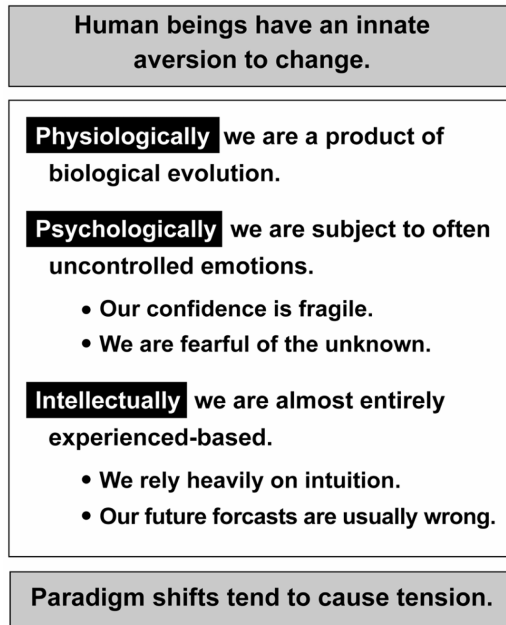 Human beings have an innate
aversion to change.
Physiologically we are a product of
biological evolution.
Psychologically we are subject to often
uncontrolled emotions.
• Our confidence is fragile.
• We are fearful of the unknown.
Intellectually we are almost entirely
experienced-based.
• We rely heavily on intuition.
• Our future forcasts are usually wrong.
Paradigm shifts tend to cause tension.